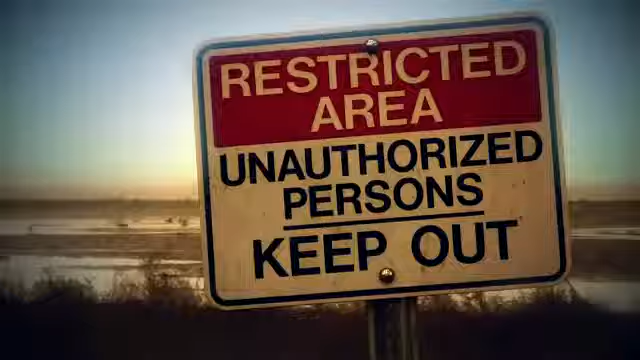 RESTRICTED
AREA
UNAUTHORIZED
PERSONS
KEEP OUT